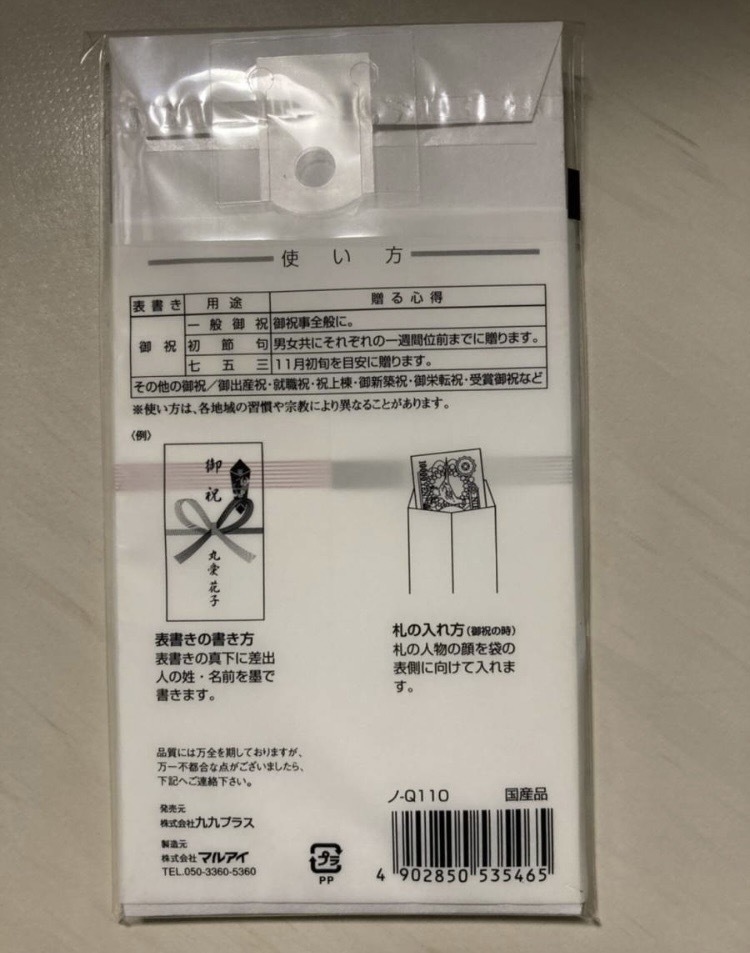 使い方
表書き 用途 贈る心得
御祝 一般御祝 御祝事全般に。
初節句 男女共にそれぞれの一週間位前までに贈ります。
七五三 11月初旬を目安に贈ります。
その他の御祝／御出産祝・就職祝・祝上棟・御新築祝・御栄転祝・受賞御祝など
※使い方は、各地域の習慣や宗教により異なることがあります。
〈例〉
御祝
丸愛花子
表書きの書き方
表書きの真下に差出
人の姓・名前を墨で
書きます。
札の入れ方(御祝の時)
札の人物の顔を袋の
表側に向けて入れま
す。
品質には万全を期しておりますが、
万一不都合な点がございましたら、
下記へご連絡下さい。
発売元
株式会社九九プラス
製造元
株式会社マルアイ
TEL.050-3360-5360
プラ
PP
ノ-Q110 国産品
4 902850 535465